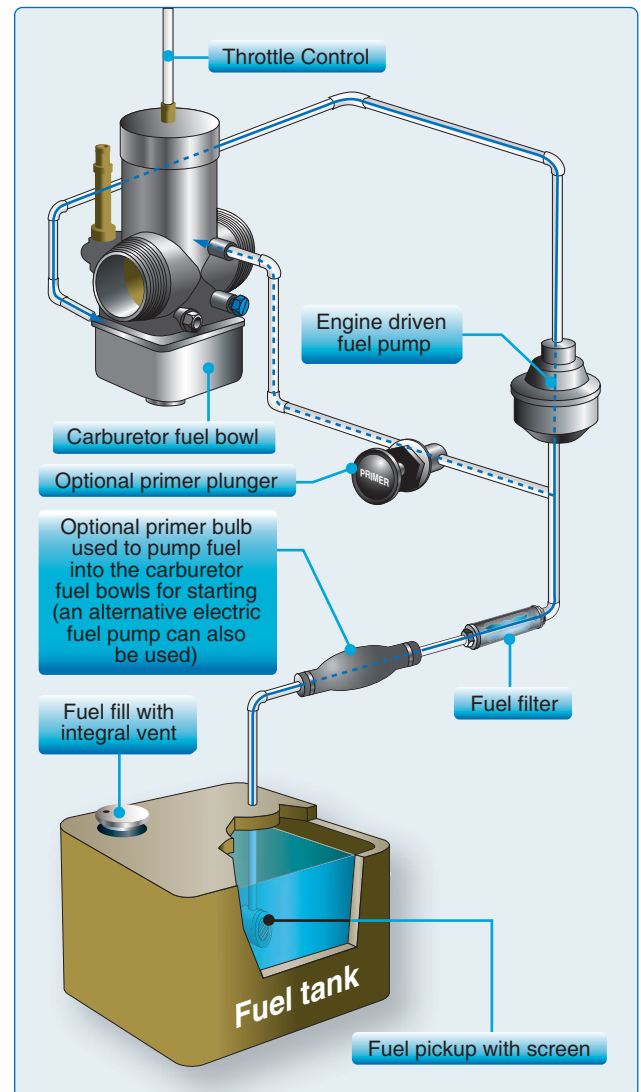 Throttle Control
Engine driven
fuel pump
Carburetor fuel bowl
Optional primer plunger
PRIMER
Optional primer bulb
used to pump fuel
into the carburetor
fuel bowls for starting
(an alternative electric
fuel pump can also
be used)
Fuel filter
Fuel fill with
integral vent
Fuel tank
Fuel pickup with screen